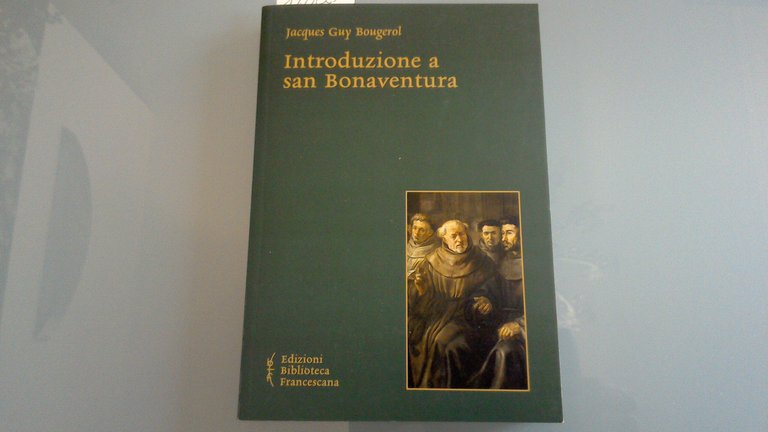 Jacques Guy Bougerol
Introduzione a
san Bonaventura
Edizioni
Biblioteca
Francescana